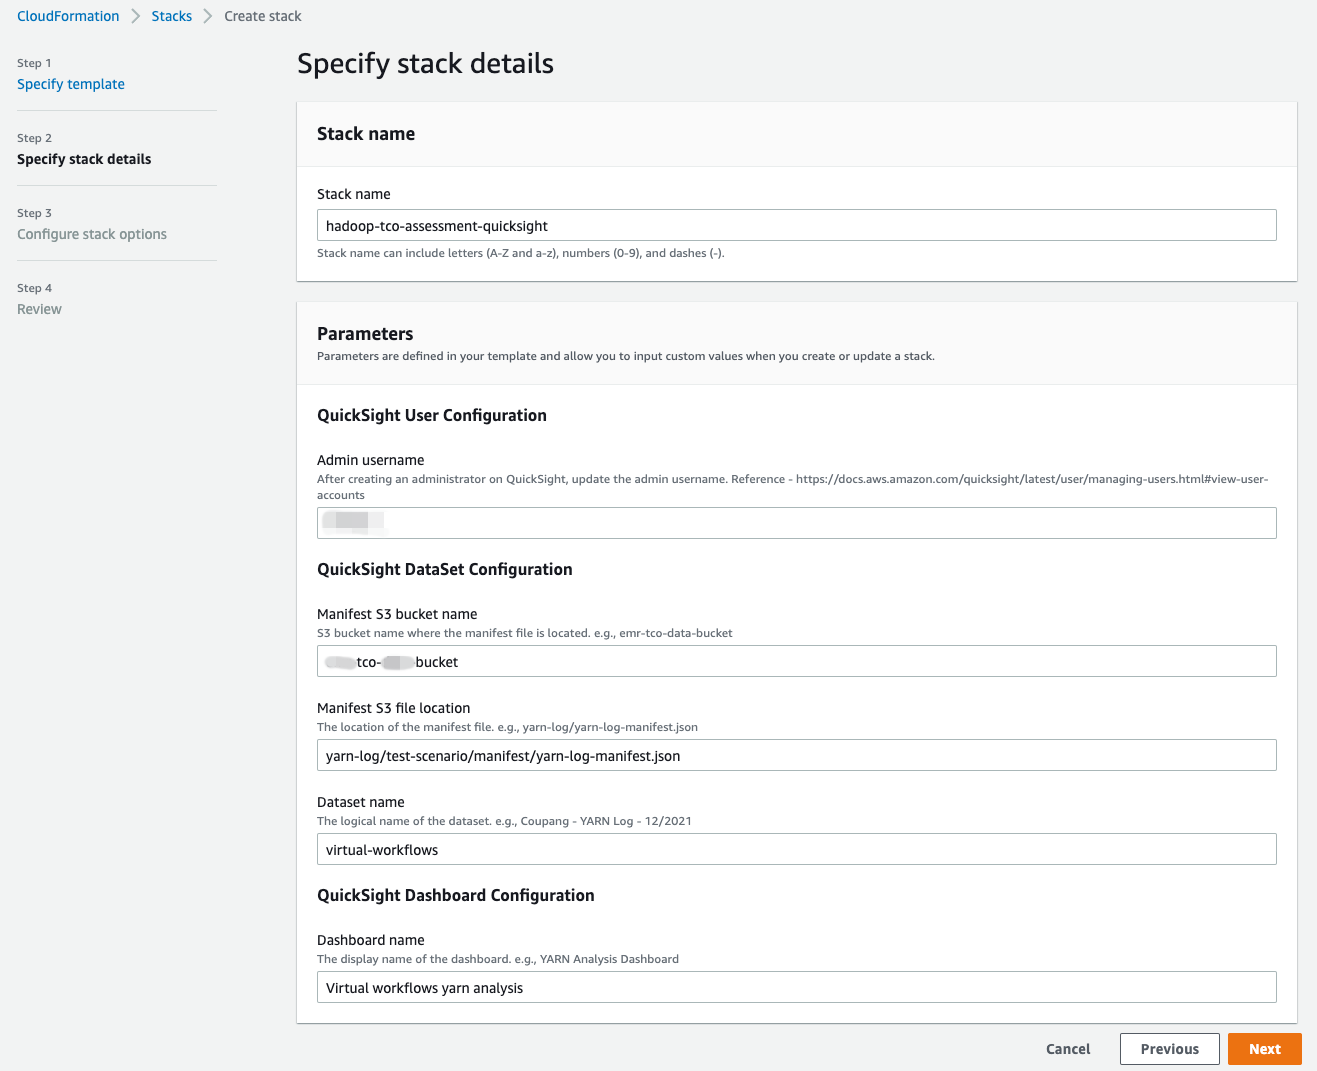 CloudFormation > Stacks > Create stack
Step 1
Specify template
Step 2
Specify stack details
Step 3
Configure stack options
Step 4
Review
Specify stack details
Stack name
Stack name
hadoop-tco-assessment-quicksight
Stack name can include letters (A-Z and a-z), numbers (0-9), and dashes (-).
Parameters
Parameters are defined in your template and allow you to input custom values when you create or update a stack.
QuickSight User Configuration
Admin username
After creating an administrator on QuickSight, update the admin username. Reference - https://docs.aws.amazon.com/quicksight/latest/user/managing-users.html#view-user-
accounts
QuickSight DataSet Configuration
Manifest S3 bucket name
S3 bucket name where the manifest file is located. e.g., emr-tco-data-bucket
tco- bucket
Manifest S3 file location
The location of the manifest file. e.g., yarn-log/yarn-log-manifest.json
yarn-log/test-scenario/manifest/yarn-log-manifest.json
Dataset name
The logical name of the dataset. e.g., Coupang - YARN Log - 12/2021
virtual-workflows
QuickSight Dashboard Configuration
Dashboard name
The display name of the dashboard. e.g., YARN Analysis Dashboard
Virtual workflows yarn analysis
Cancel Previous Next